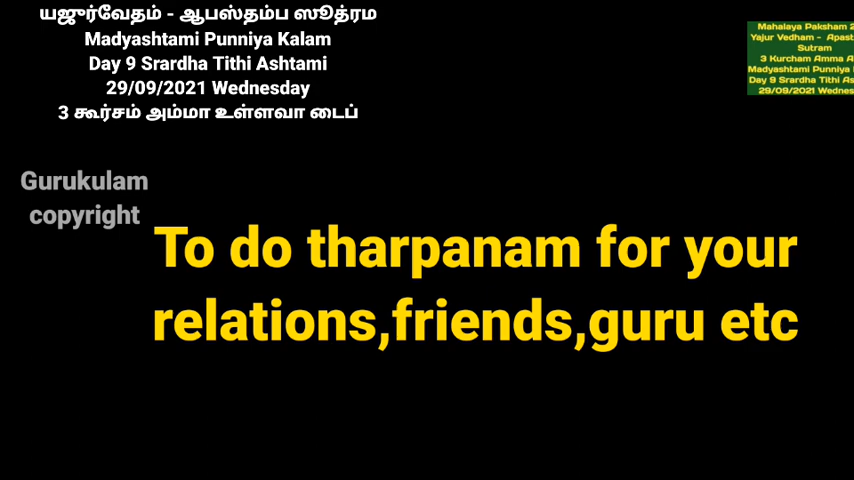 யஜுர்வேதம் - ஆபஸ்தம்ப ஸூத்ரம
Madyashtami Punniya Kalam
Day 9 Srardha Tithi Ashtami
29/09/2021 Wednesday
3 கூர்சம் அம்மா உள்ளவா டைப்
Mahalaya Paksham 2
Yajur Vedham - Apast
Sutram
3 Kurcham Amma A
Madyashtami Punniya
Day 9 Srardha Tithi As
29/09/2021 Wednes
Gurukulam
copyright
To do tharpanam for your
relations,friends,guru etc